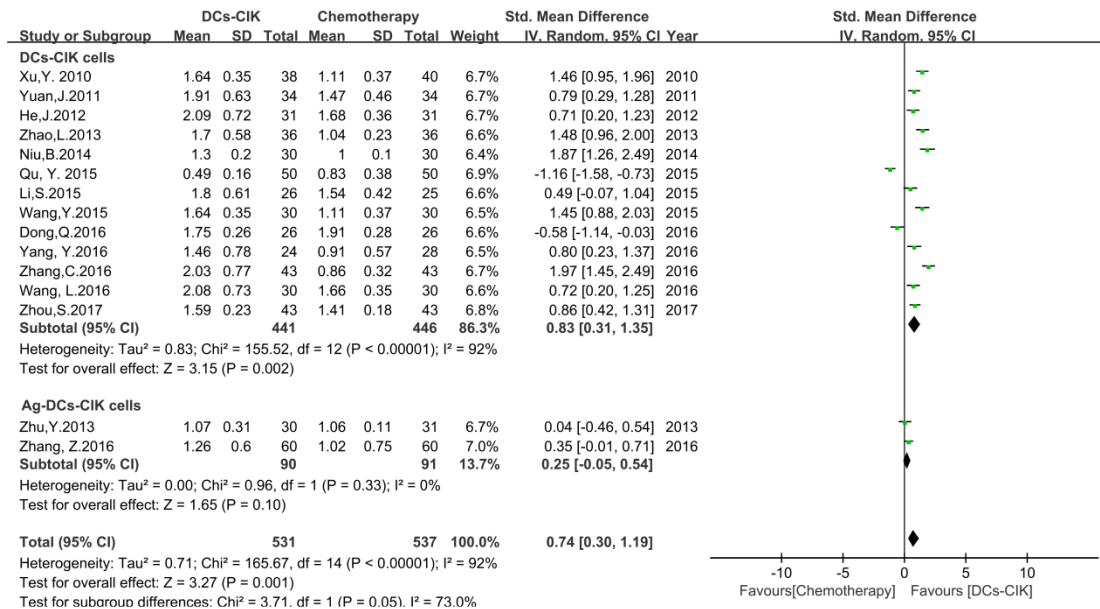 DCs-CIK Chemotherapy Std. Mean Difference Std. Mean Difference
Study or Subgroup Mean SD Total Mean SD Total Weight IV. Random. 95% CI Year IV. Random. 95% CI
DCs-CIK cells
Xu,Y. 2010 1.64 0.35 38 1.11 0.37 40 6.7% 1.46 [0.95, 1.96] 2010
Yuan,J.2011 1.91 0.63 34 1.47 0.46 34 6.7% 0.79 [0.29, 1.28] 2011
He,J.2012 2.09 0.72 31 1.68 0.36 31 6.7% 0.71 [0.20, 1.23] 2012
Zhao,L.2013 1.7 0.58 36 1.04 0.23 36 6.6% 1.48 [0.96, 2.00] 2013
Niu,B.2014 1.3 0.2 30 1 0.1 30 6.4% 1.87 [1.26, 2.49] 2014
Qu, Y. 2015 0.49 0.16 50 0.83 0.38 50 6.9% -1.16 [-1.58, -0.73] 2015
Li,S.2015 1.8 0.61 26 1.54 0.42 25 6.6% 0.49 [-0.07, 1.04] 2015
Wang,Y.2015 1.64 0.35 30 1.11 0.37 30 6.5% 1.45 [0.88, 2.03] 2015
Dong,Q.2016 1.75 0.26 26 1.91 0.28 26 6.6% -0.58 [-1.14, -0.03] 2016
Yang, Y.2016 1.46 0.78 24 0.91 0.57 28 6.6% 0.80 [0.23, 1.37] 2016
Zhang,C.2016 2.03 0.77 43 0.86 0.32 43 6.7% 1.97 [1.45, 2.49] 2016
Wang, L.2016 2.08 0.73 30 1.66 0.35 30 6.7% 0.72 [0.20, 1.25] 2016
Zhou,S.2017 1.59 0.23 43 1.41 0.18 43 6.8% 0.86 [0.42, 1.31] 2017
Subtotal (95% CI) 441 446 86.3% 0.83 [0.31, 1.35]
Heterogeneity: Tau² = 0.83; Chi² = 155.52, df = 12 (P < 0.00001); I² = 92%
Test for overall effect: Z = 3.15 (P = 0.002)
Ag-DCs-CIK cells
Zhu,Y.2013 1.07 0.31 30 1.06 0.11 31 6.7% 0.04 [-0.46, 0.54] 2013
Zhang, Z.2016 1.26 0.6 60 1.02 0.75 60 7.0% 0.35 [-0.01, 0.71] 2016
Subtotal (95% CI) 90 91 13.7% 0.25 [-0.05, 0.54]
Heterogeneity: Tau² = 0.00; Chi² = 0.96, df = 1 (P = 0.33); I² = 0%
Test for overall effect: Z = 1.65 (P = 0.10)
Total (95% CI) 531 537 100.0% 0.74 [0.30, 1.19]
Heterogeneity: Tau² = 0.71; Chi² = 165.67, df = 14 (P < 0.00001); I² = 92%
Test for overall effect: Z = 3.27 (P = 0.001)
Test for subgroup differences: Chi² = 3.71, df = 1 (P = 0.05), I² = 73.0%
-10 -5 0 5 10
Favours[Chemotherapy] Favours [DCs-CIK]